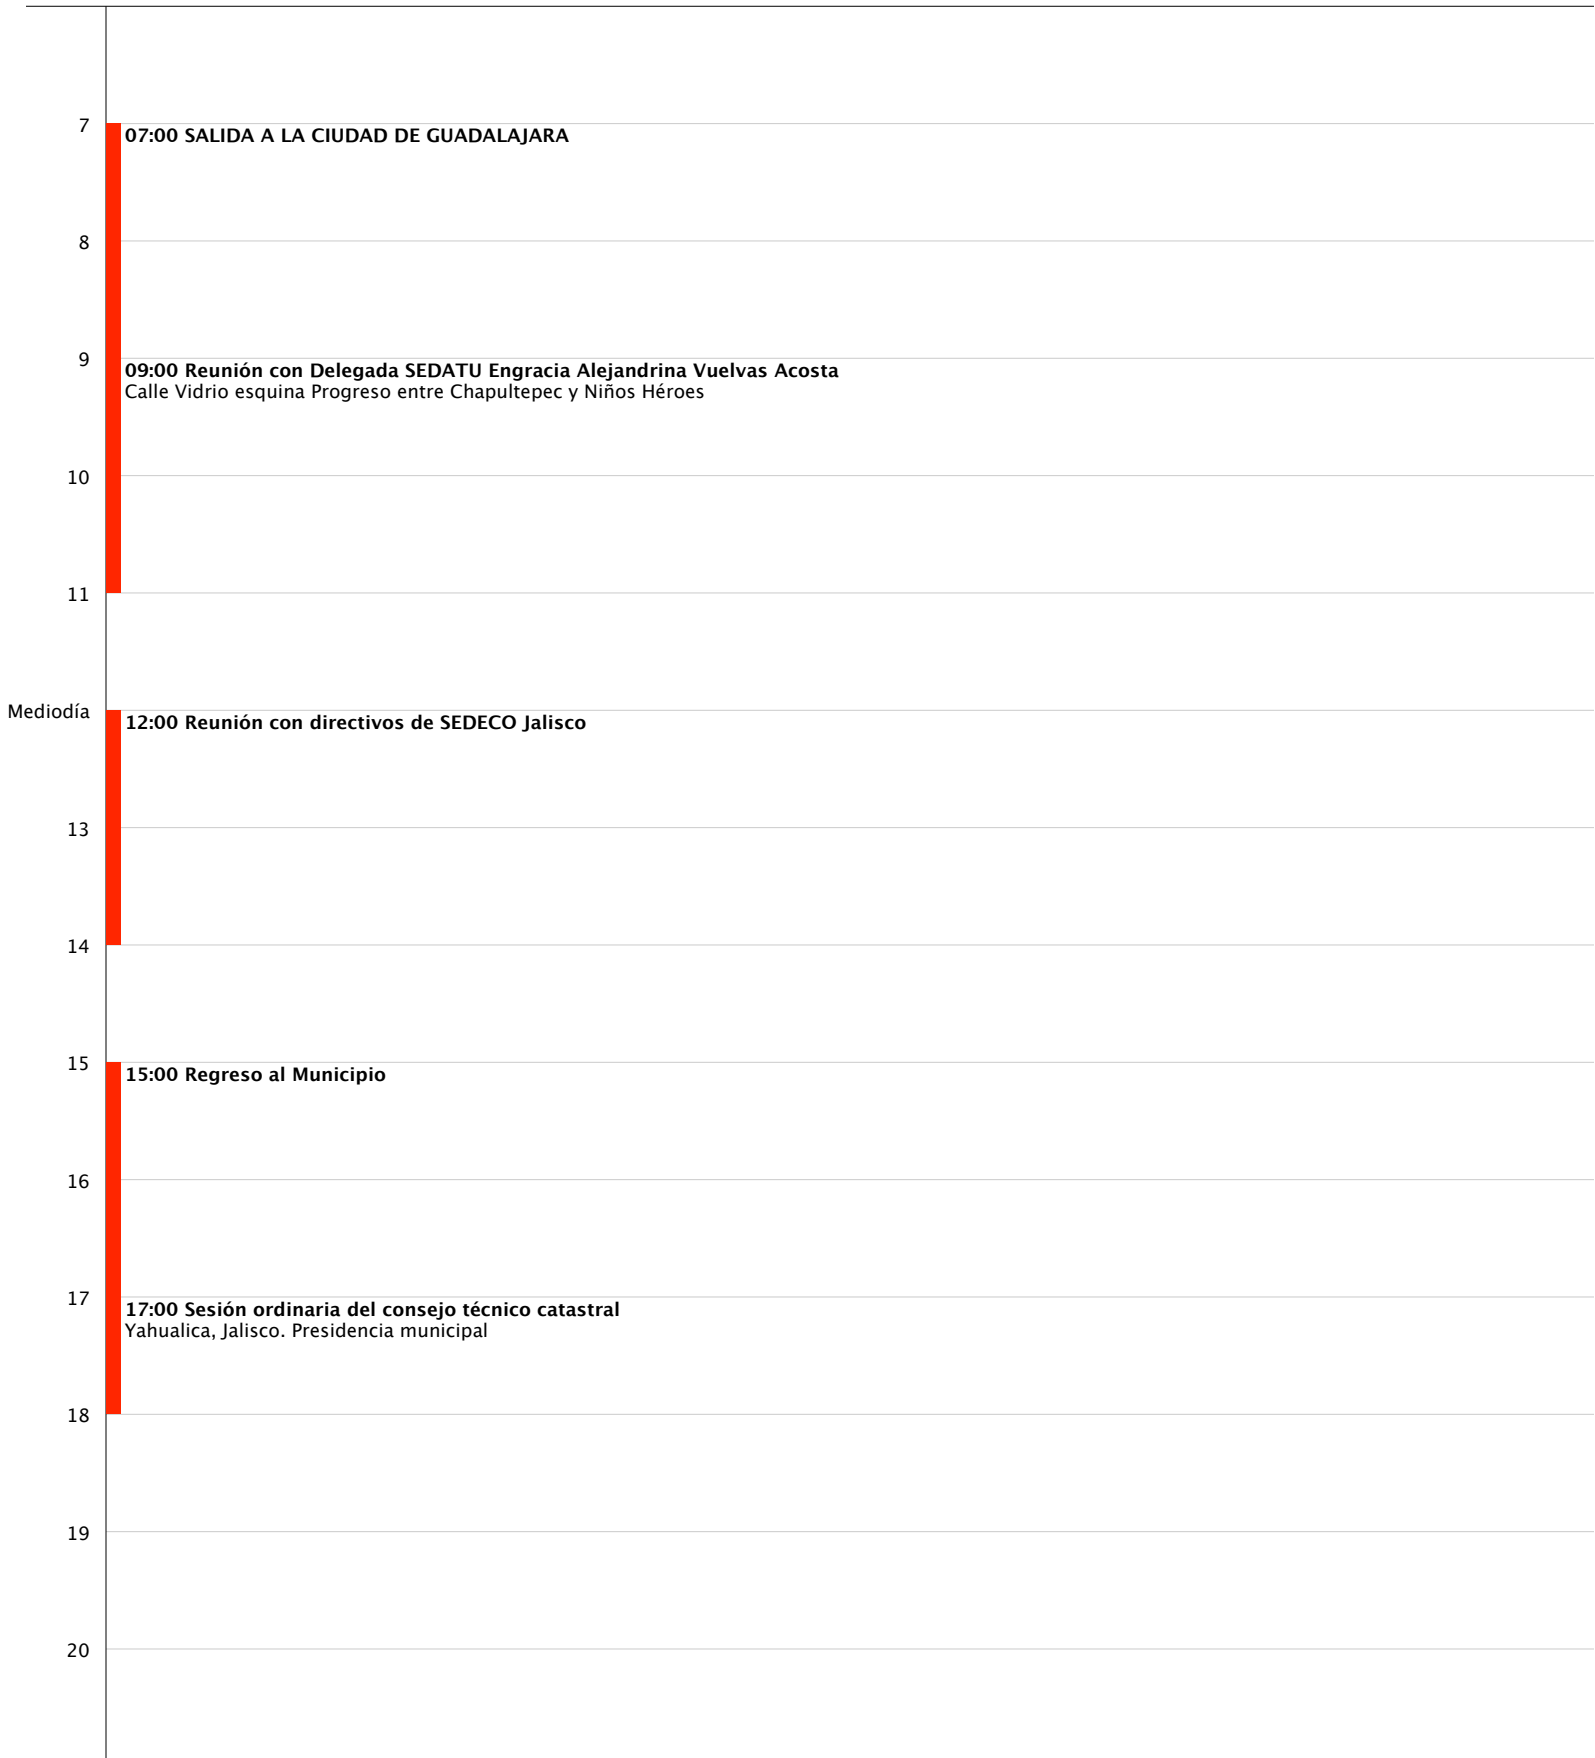 7
07:00 SALIDA A LA CIUDAD DE GUADALAJARA
8
9
09:00 Reunión con Delegada SEDATU Engracia Alejandrina Vuelvas Acosta
Calle Vidrio esquina Progreso entre Chapultepec y Niños Héroes
10
11
Mediodía
12:00 Reunión con directivos de SEDECO Jalisco
13
14
15
15:00 Regreso al Municipio
16
17
17:00 Sesión ordinaria del consejo técnico catastral
Yahualica, Jalisco. Presidencia municipal
18
19
20